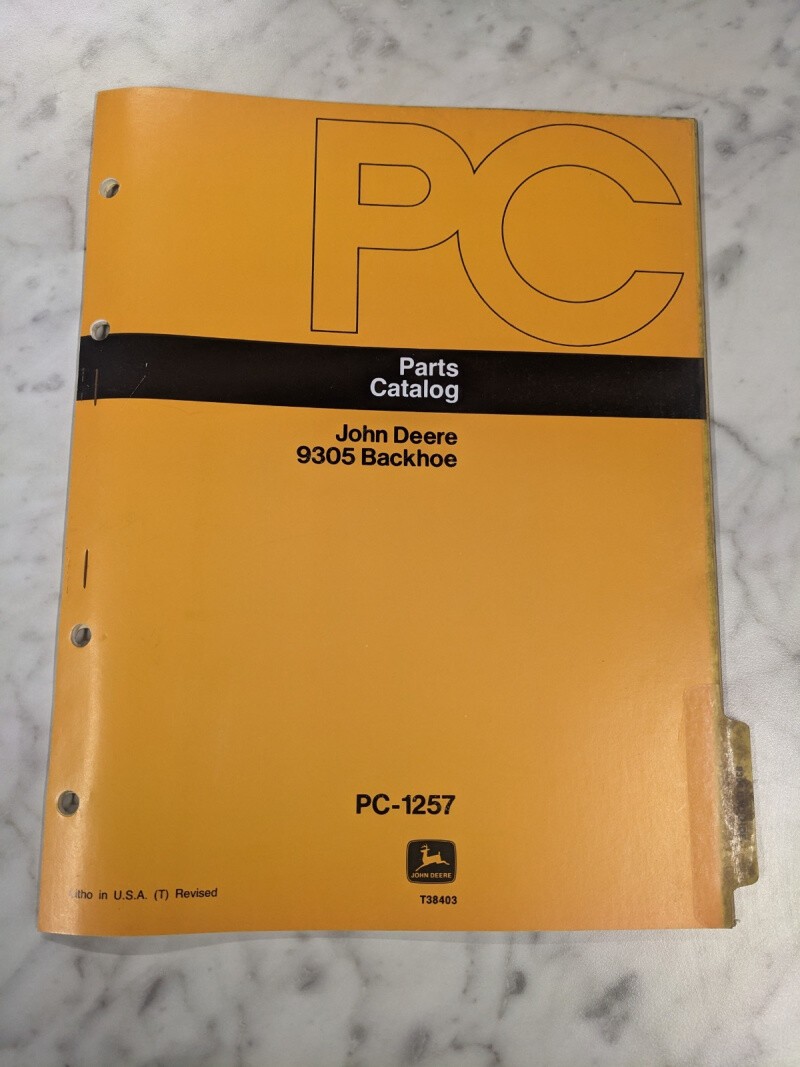 PC
Parts
Catalog
John Deere
9305 Backhoe
PC-1257
JOHN DEERE
Litho in U.S.A. (T) Revised
T38403